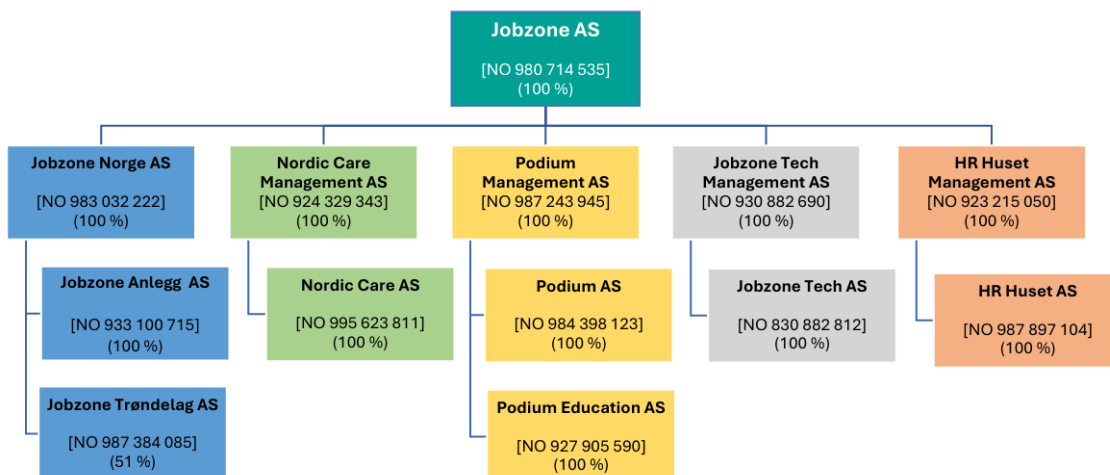 Jobzone AS
[NO 980 714 535]
(100 %)
Jobzone Norge AS
[NO 983 032 222]
(100 %)
Nordic Care
Management AS
[NO 924 329 343]
(100 %)
Podium
Management AS
[NO 987 243 945]
(100 %)
Jobzone Tech
Management AS
[NO 930 882 690]
(100 %)
HR Huset
Management AS
[NO 923 215 050]
(100 %)
Jobzone Anlegg AS
[NO 933 100 715]
(100 %)
Nordic Care AS
[NO 995 623 811]
(100 %)
Podium AS
[NO 984 398 123]
(100 %)
Jobzone Tech AS
[NO 830 882 812]
(100 %)
HR Huset AS
[NO 987 897 104]
(100 %)
Jobzone Trøndelag AS
[NO 987 384 085]
(51 %)
Podium Education AS
[NO 927 905 590]
(100 %)